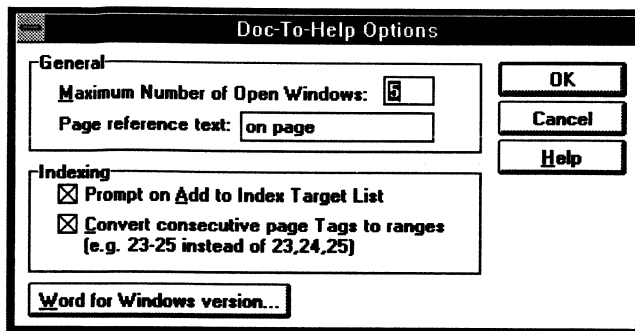 Doc-To-Help Options
General
Maximum Number of Open Windows: 5
Page reference text: on page
OK
Cancel
Help
Indexing
Prompt on Add to Index Target List
Convert consecutive page Tags to ranges
(e.g. 23-25 instead of 23,24,25)
Word for Windows version...